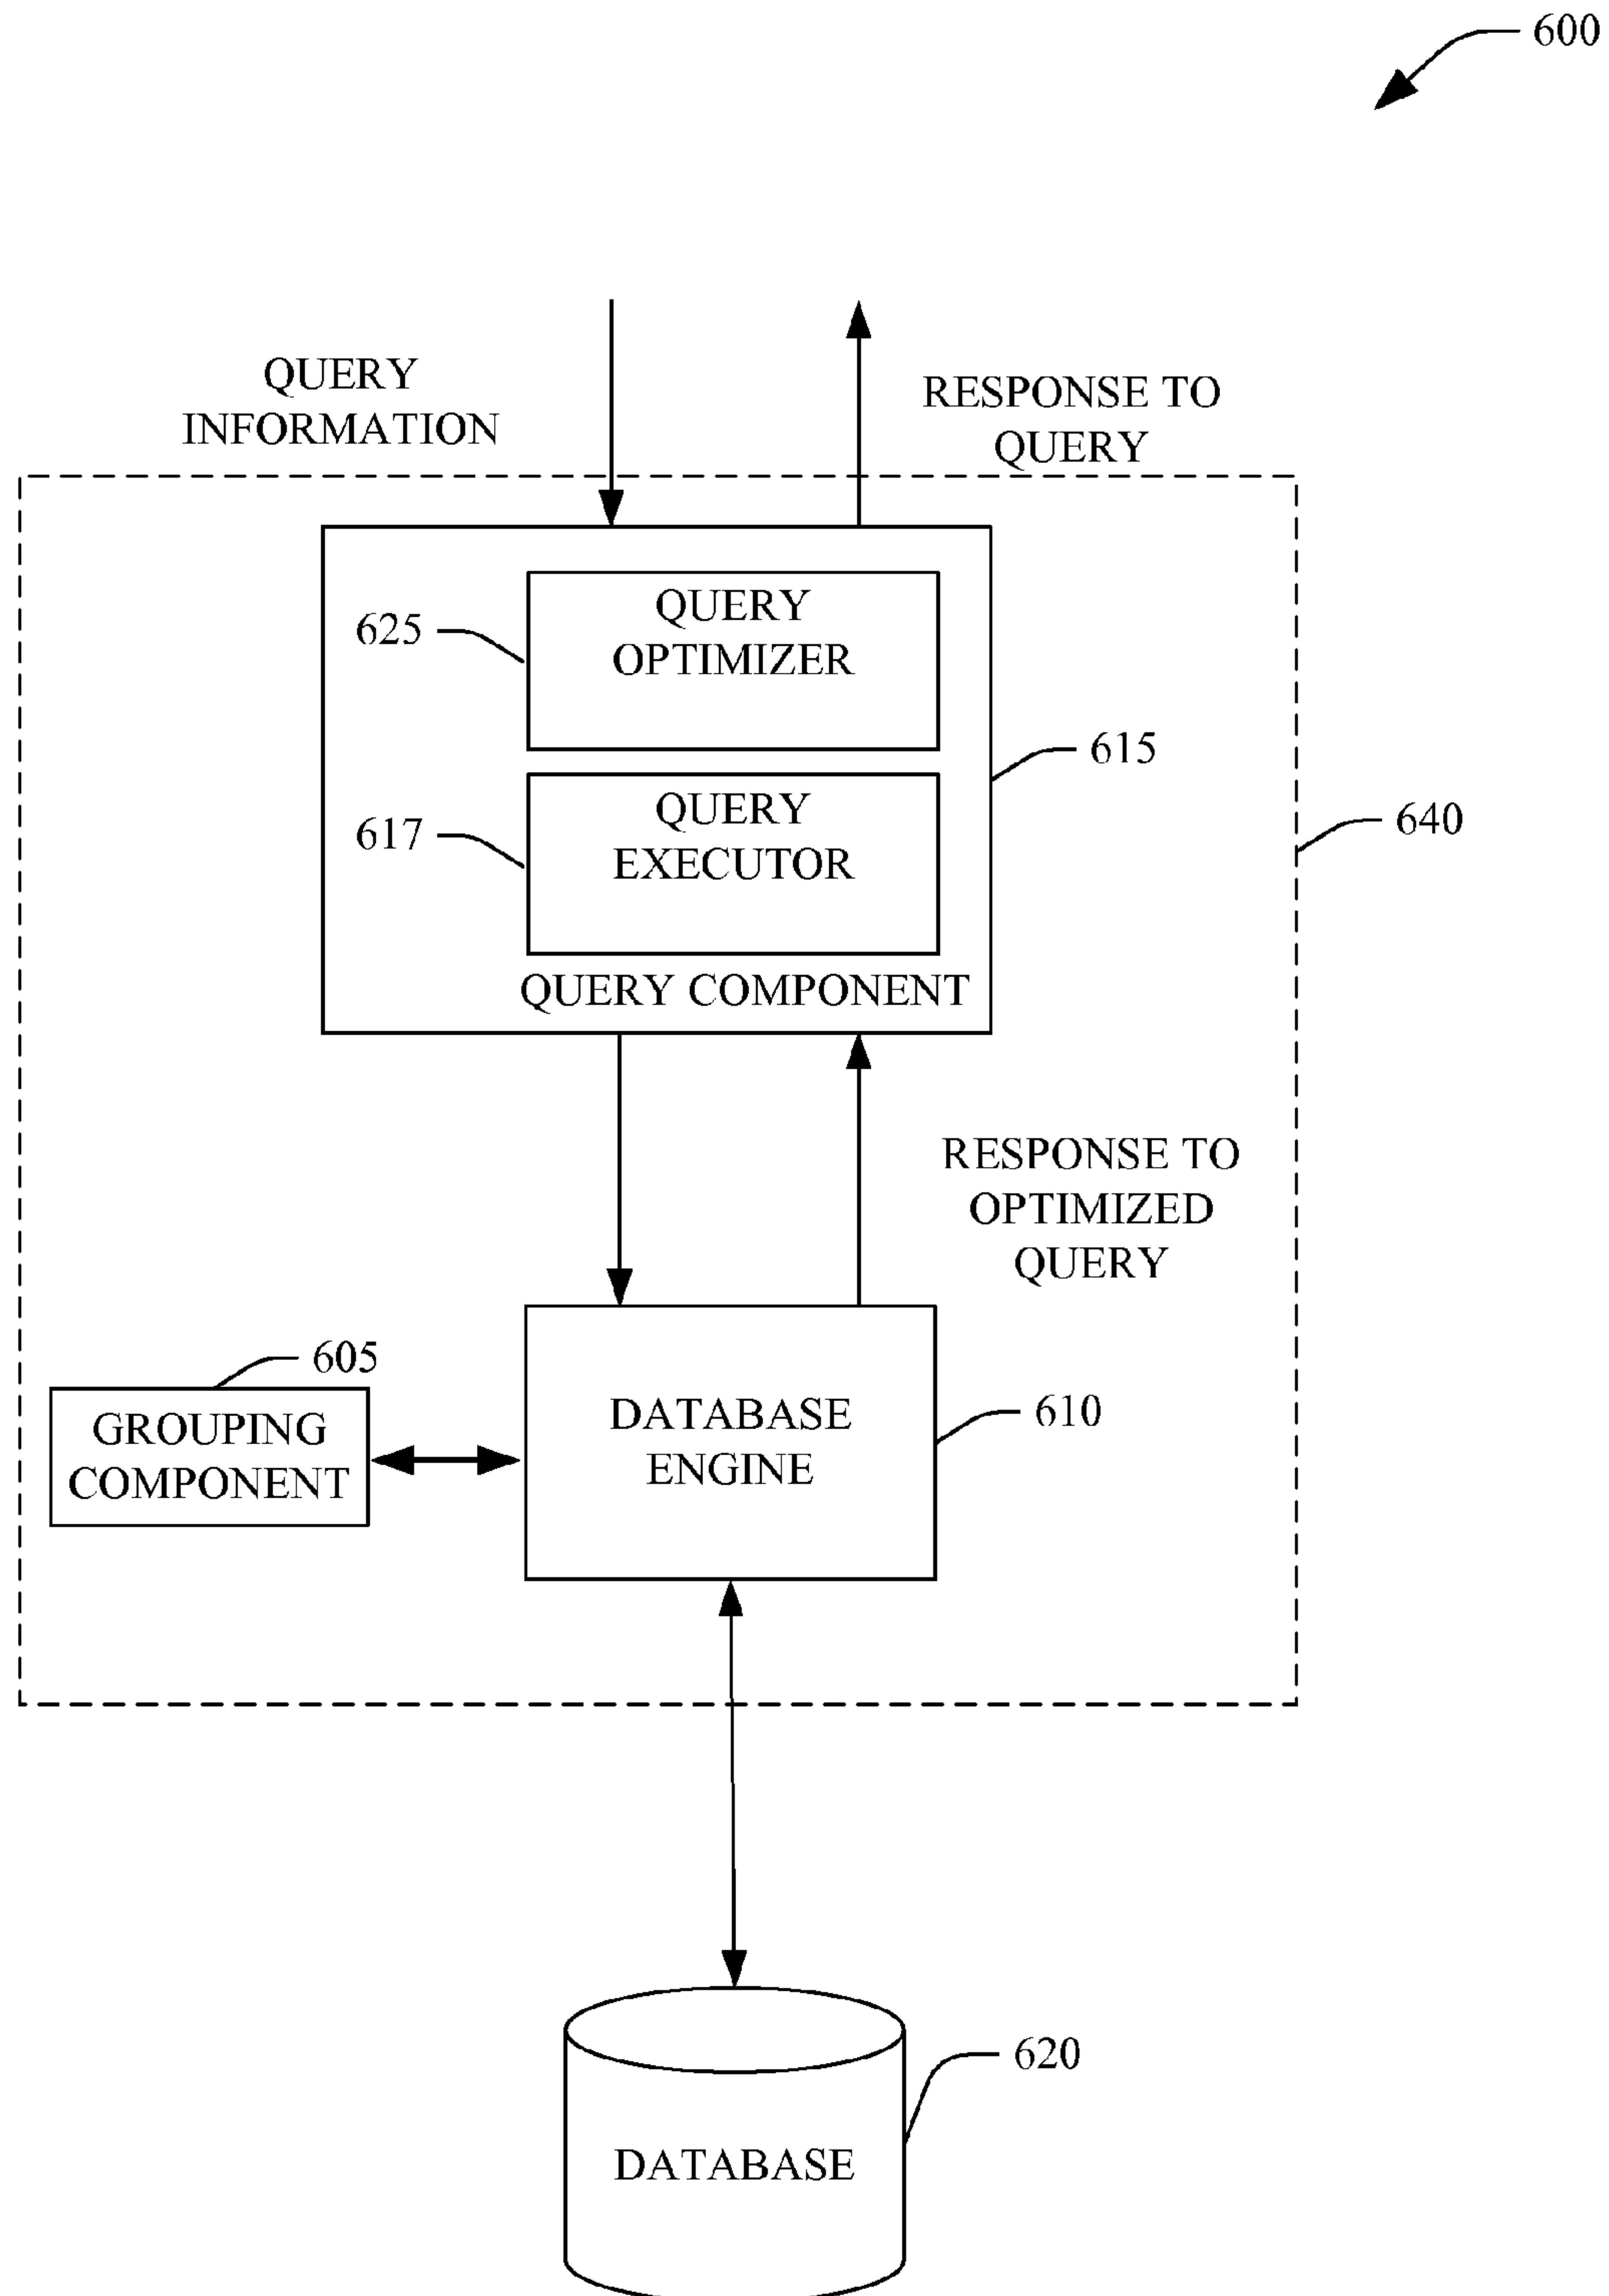 600
QUERY
INFORMATION
RESPONSE TO
QUERY
625
QUERY
OPTIMIZER
615
617
QUERY
EXECUTOR
640
QUERY COMPONENT
RESPONSE TO
OPTIMIZED
QUERY
605
GROUPING
COMPONENT
DATABASE
ENGINE
610
620
DATABASE